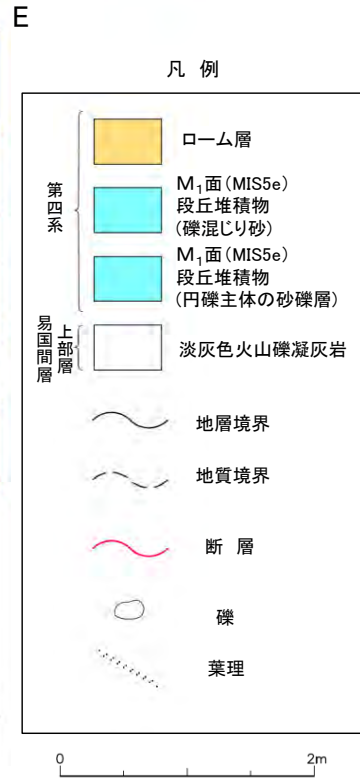 E
凡 例
第四系
ローム層
M₁面(MIS5e)
段丘堆積物
(礫混じり砂)
M₁面(MIS5e)
段丘堆積物
(円礫主体の砂礫層)
易国間層
上部層
淡灰色火山礫凝灰岩
地層境界
地質境界
断 層
礫
葉理
0
2m